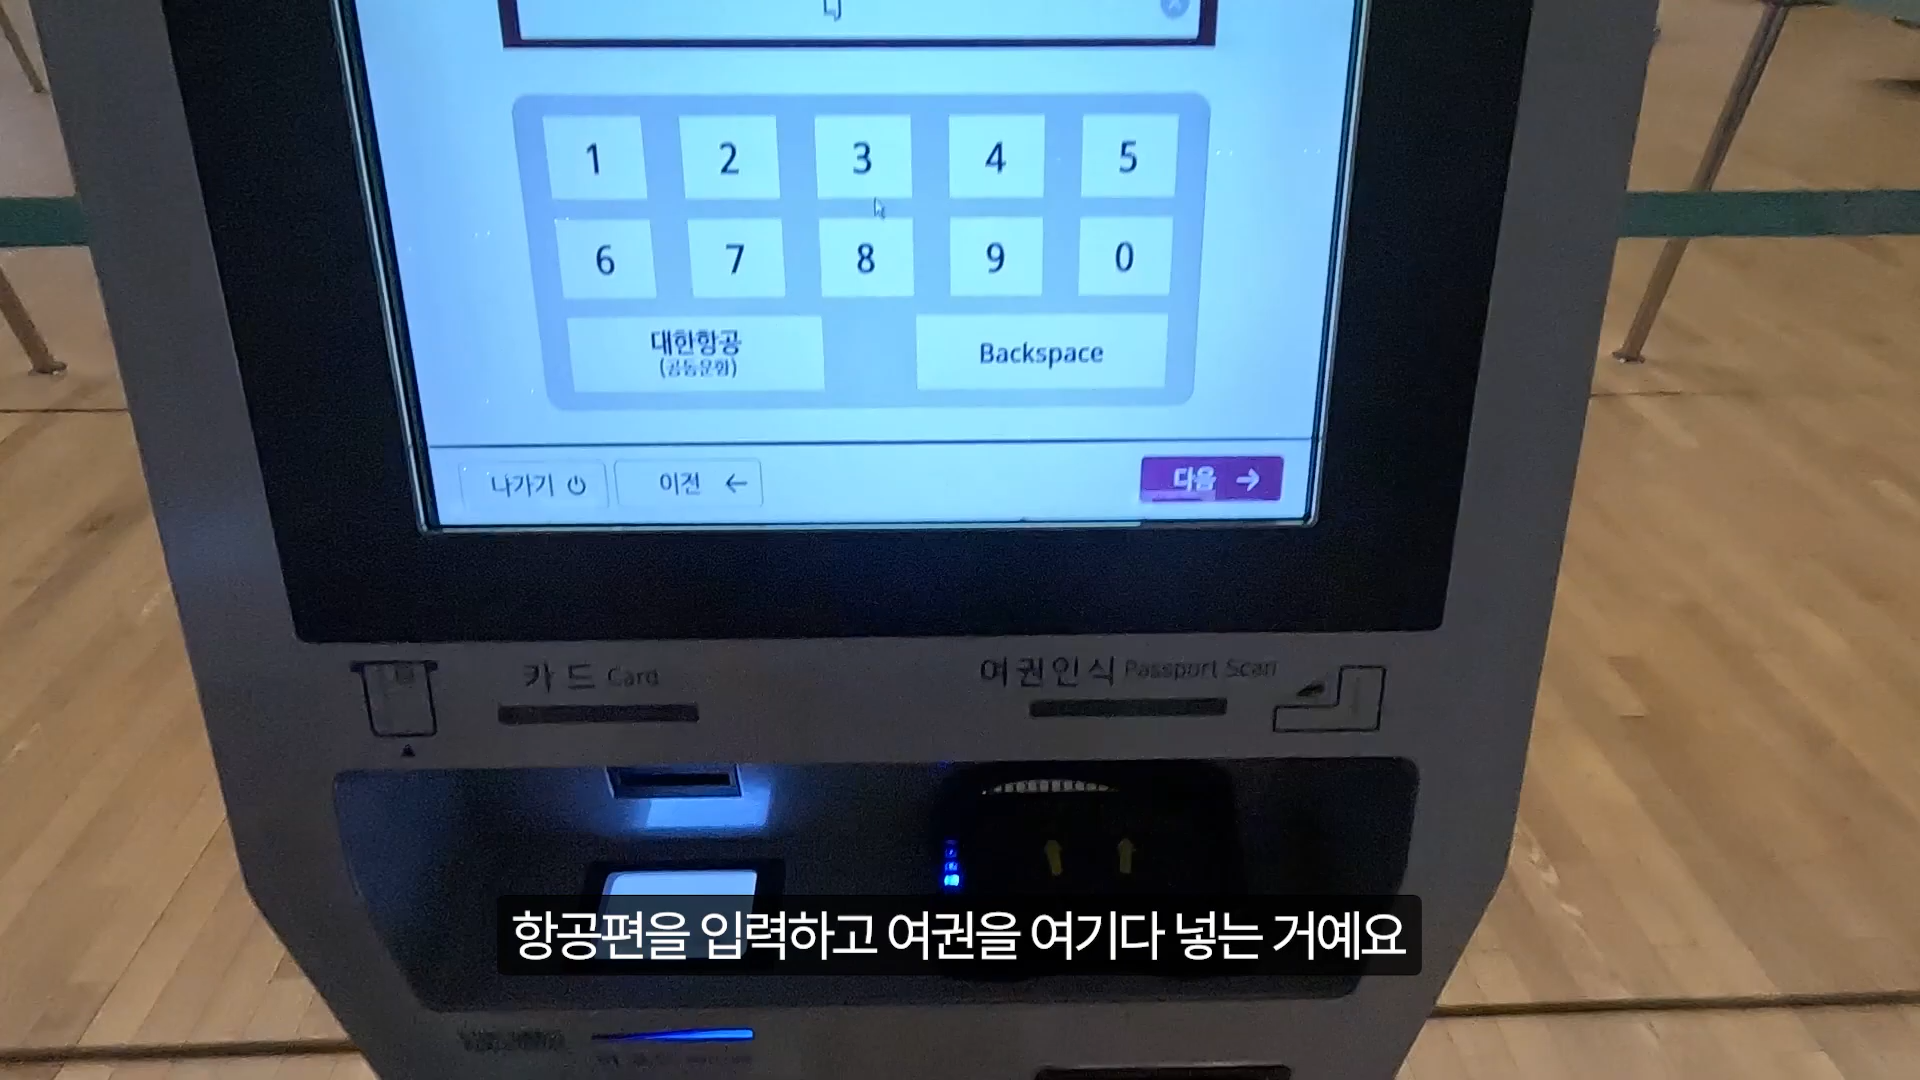 LJ
1 2 3 4 5
6 7 8 9 0
대한항공
(공동운항)
Backspace
나가기
이전 ←
다음 →
카드 Card
여권인식 Passport Scan
항공편을 입력하고 여권을 여기다 넣는 거예요